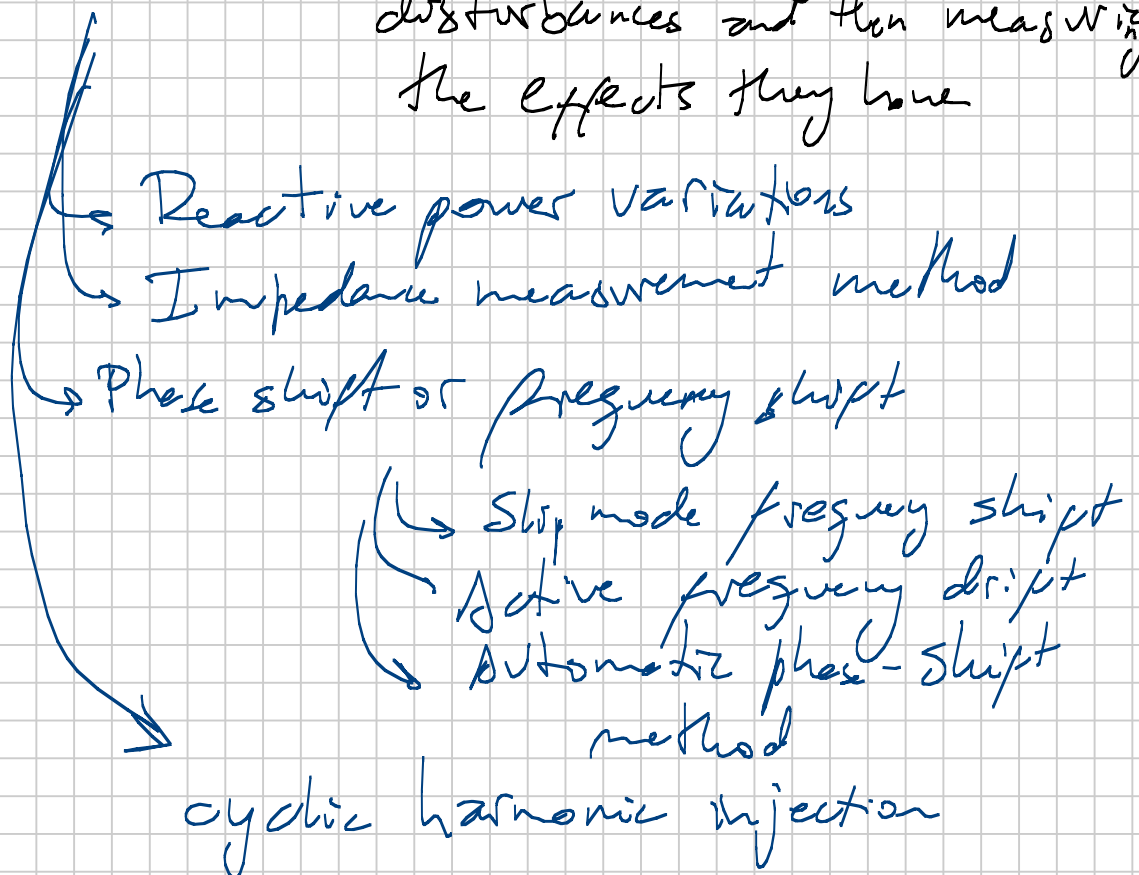 disturbances and then measuring
the effects they have
Reactive power variations
Impedance measurement method
Phase shift or frequency shift
Slip mode frequency shift
Active frequency drift
Automatic phase-shift
method
cyclic harmonic injection